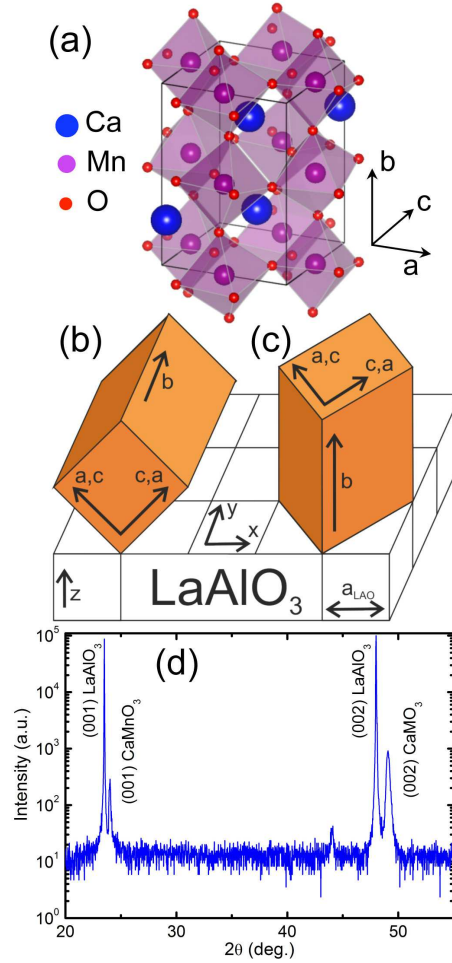 (a)
Ca
Mn
O
b
c
a
(b)
(c)
b
a,c
c,a
a,c
c,a
b
y
x
z
LaAlO3
aLAO
(d)
(001) LaAlO3
(001) CaMnO3
(002) LaAlO3
(002) CaMO3
Intensity (a.u.)
10^5
10^4
10^3
10^2
10^1
10^0
20
30
40
50
2θ (deg.)